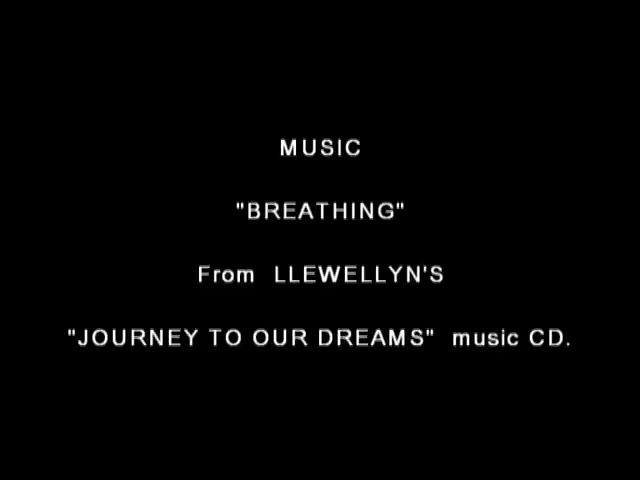 MUSIC
"BREATHING"
From LLEWELLYN'S
"JOURNEY TO OUR DREAMS" music CD.